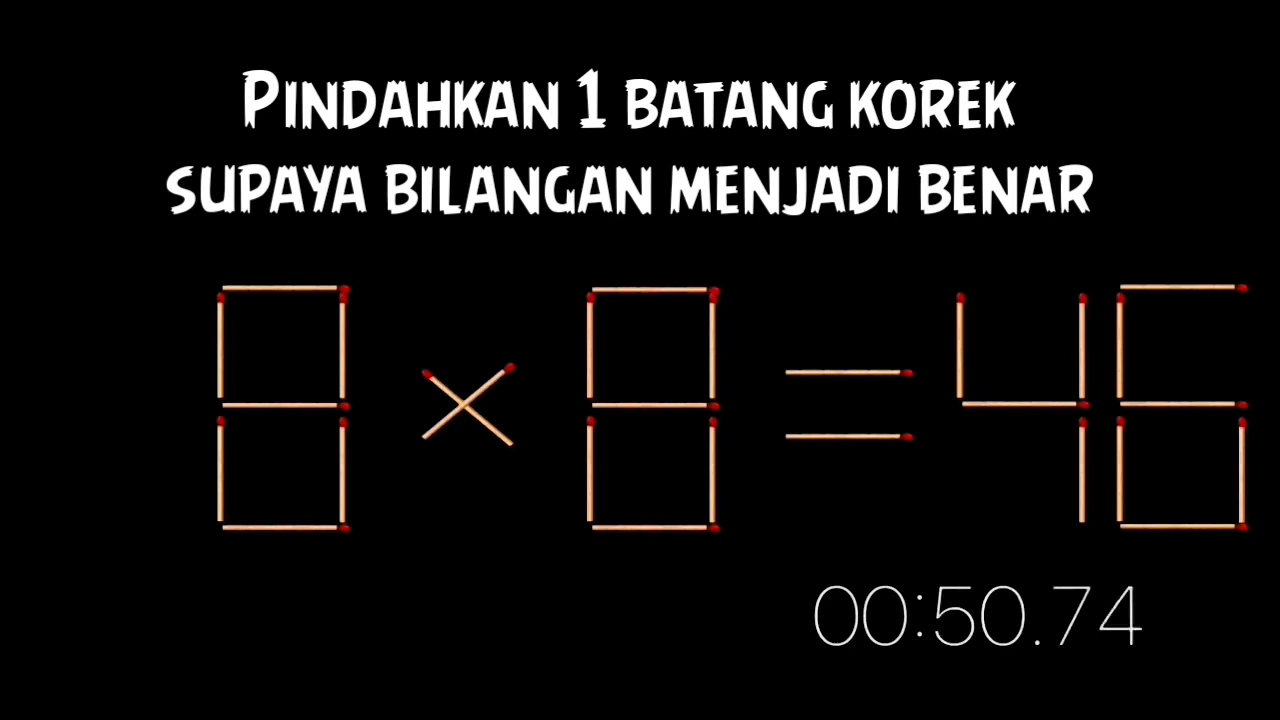 PINDAHKAN 1 BATANG KOREK
SUPAYA BILANGAN MENJADI BENAR
8 × 8 = 46
00:50.74